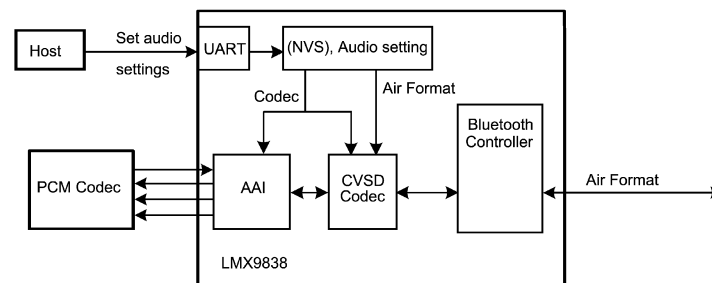 Host
Set audio
settings
UART
(NVS), Audio setting
Codec
Air Format
PCM Codec
AAI
CVSD
Codec
Bluetooth
Controller
Air Format
LMX9838